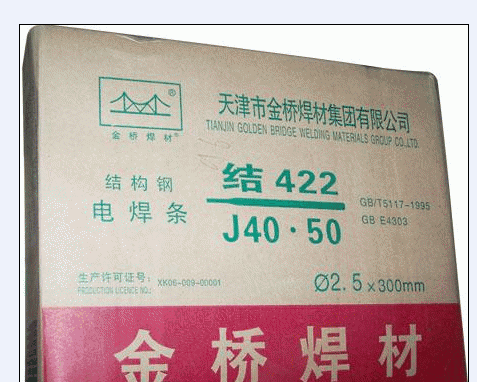 金桥焊材®
天津市金桥焊材集团有限公司
TIANJIN GOLDEN BRIDGE WELDING MATERIALS GROUP CO.,LTD.
结构钢
电焊条
结422
J40·50
GB/T5117-1995
GB E4303
生产许可证号: XK06-009-00001
PRODUCTION LICENCE NO.:
Ø2.5×300mm
金桥焊材